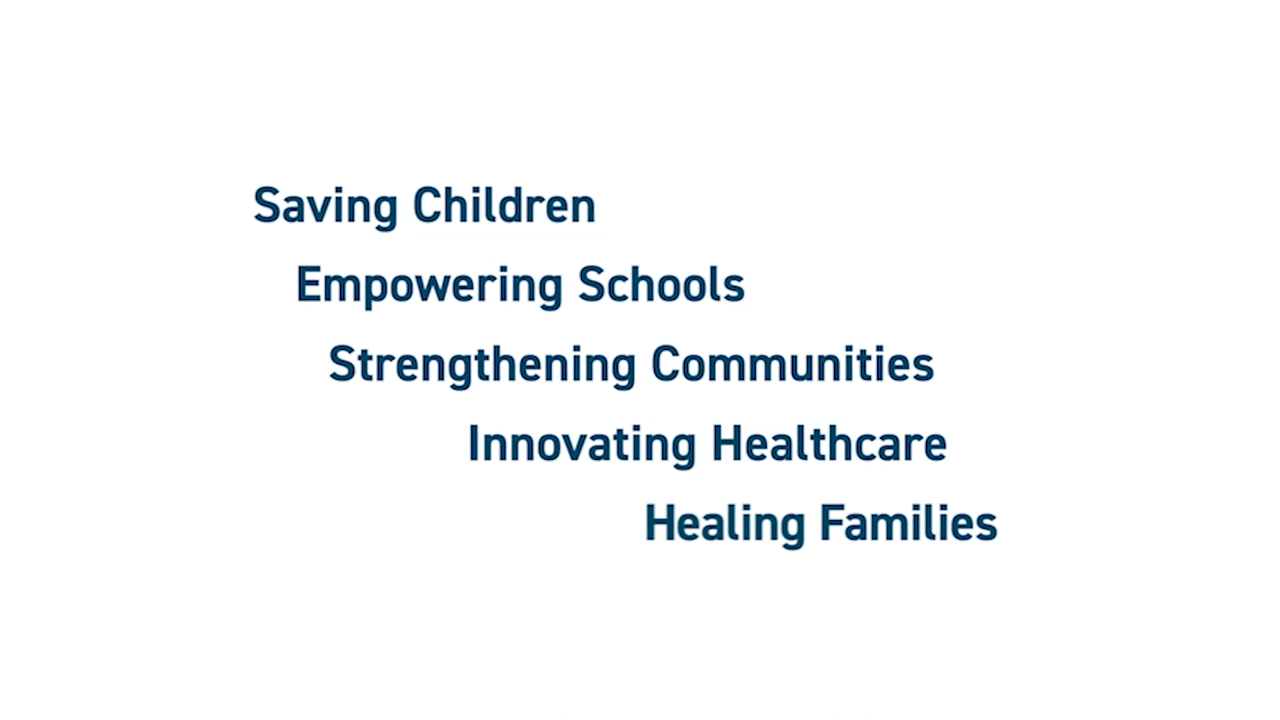 Saving Children
Empowering Schools
Strengthening Communities
Innovating Healthcare
Healing Families